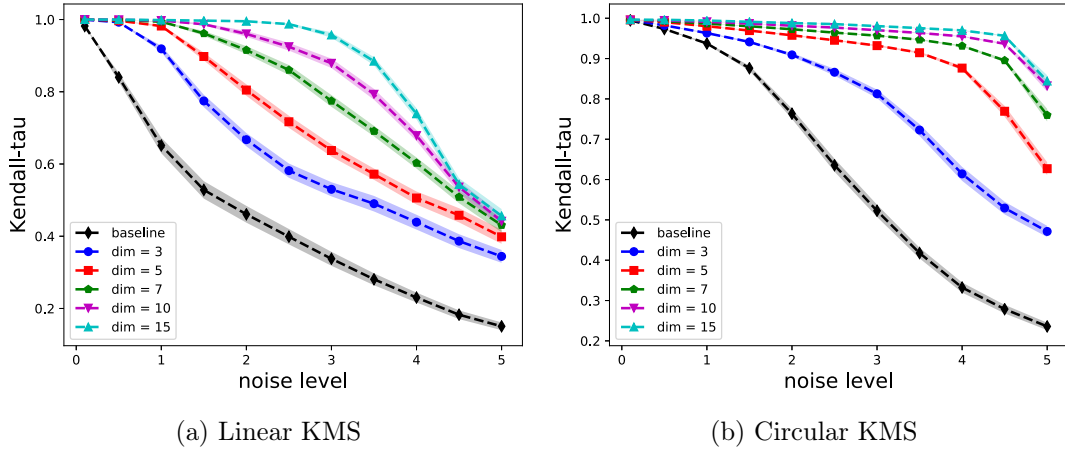 Kendall-tau
1.0
0.8
0.6
0.4
0.2
baseline
dim = 3
dim = 5
dim = 7
dim = 10
dim = 15
0 1 2 3 4 5
noise level
(a) Linear KMS
Kendall-tau
1.0
0.9
0.8
0.7
0.6
0.5
0.4
0.3
0.2
baseline
dim = 3
dim = 5
dim = 7
dim = 10
dim = 15
0 1 2 3 4 5
noise level
(b) Circular KMS